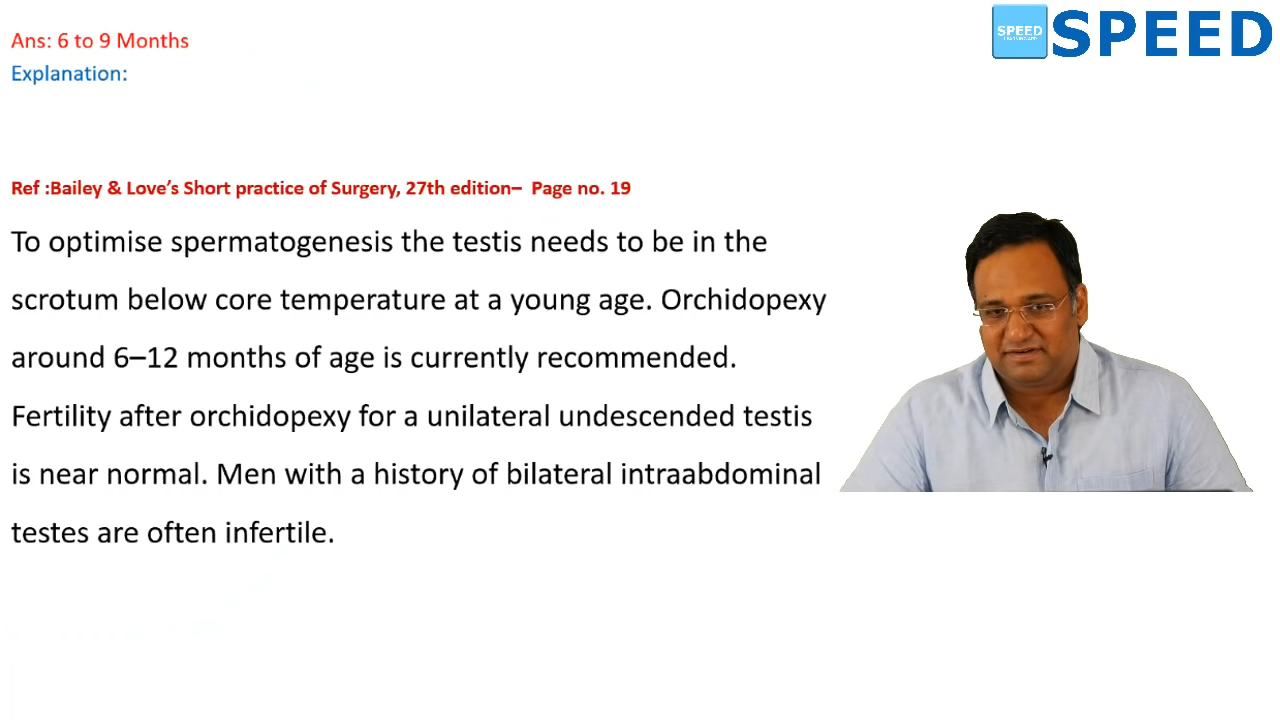 Ans: 6 to 9 Months
SPEED
SPEED
Explanation:
Ref :Bailey & Love’s Short practice of Surgery, 27th edition– Page no. 19
To optimise spermatogenesis the testis needs to be in the
scrotum below core temperature at a young age. Orchidopexy
around 6–12 months of age is currently recommended.
Fertility after orchidopexy for a unilateral undescended testis
is near normal. Men with a history of bilateral intraabdominal
testes are often infertile.